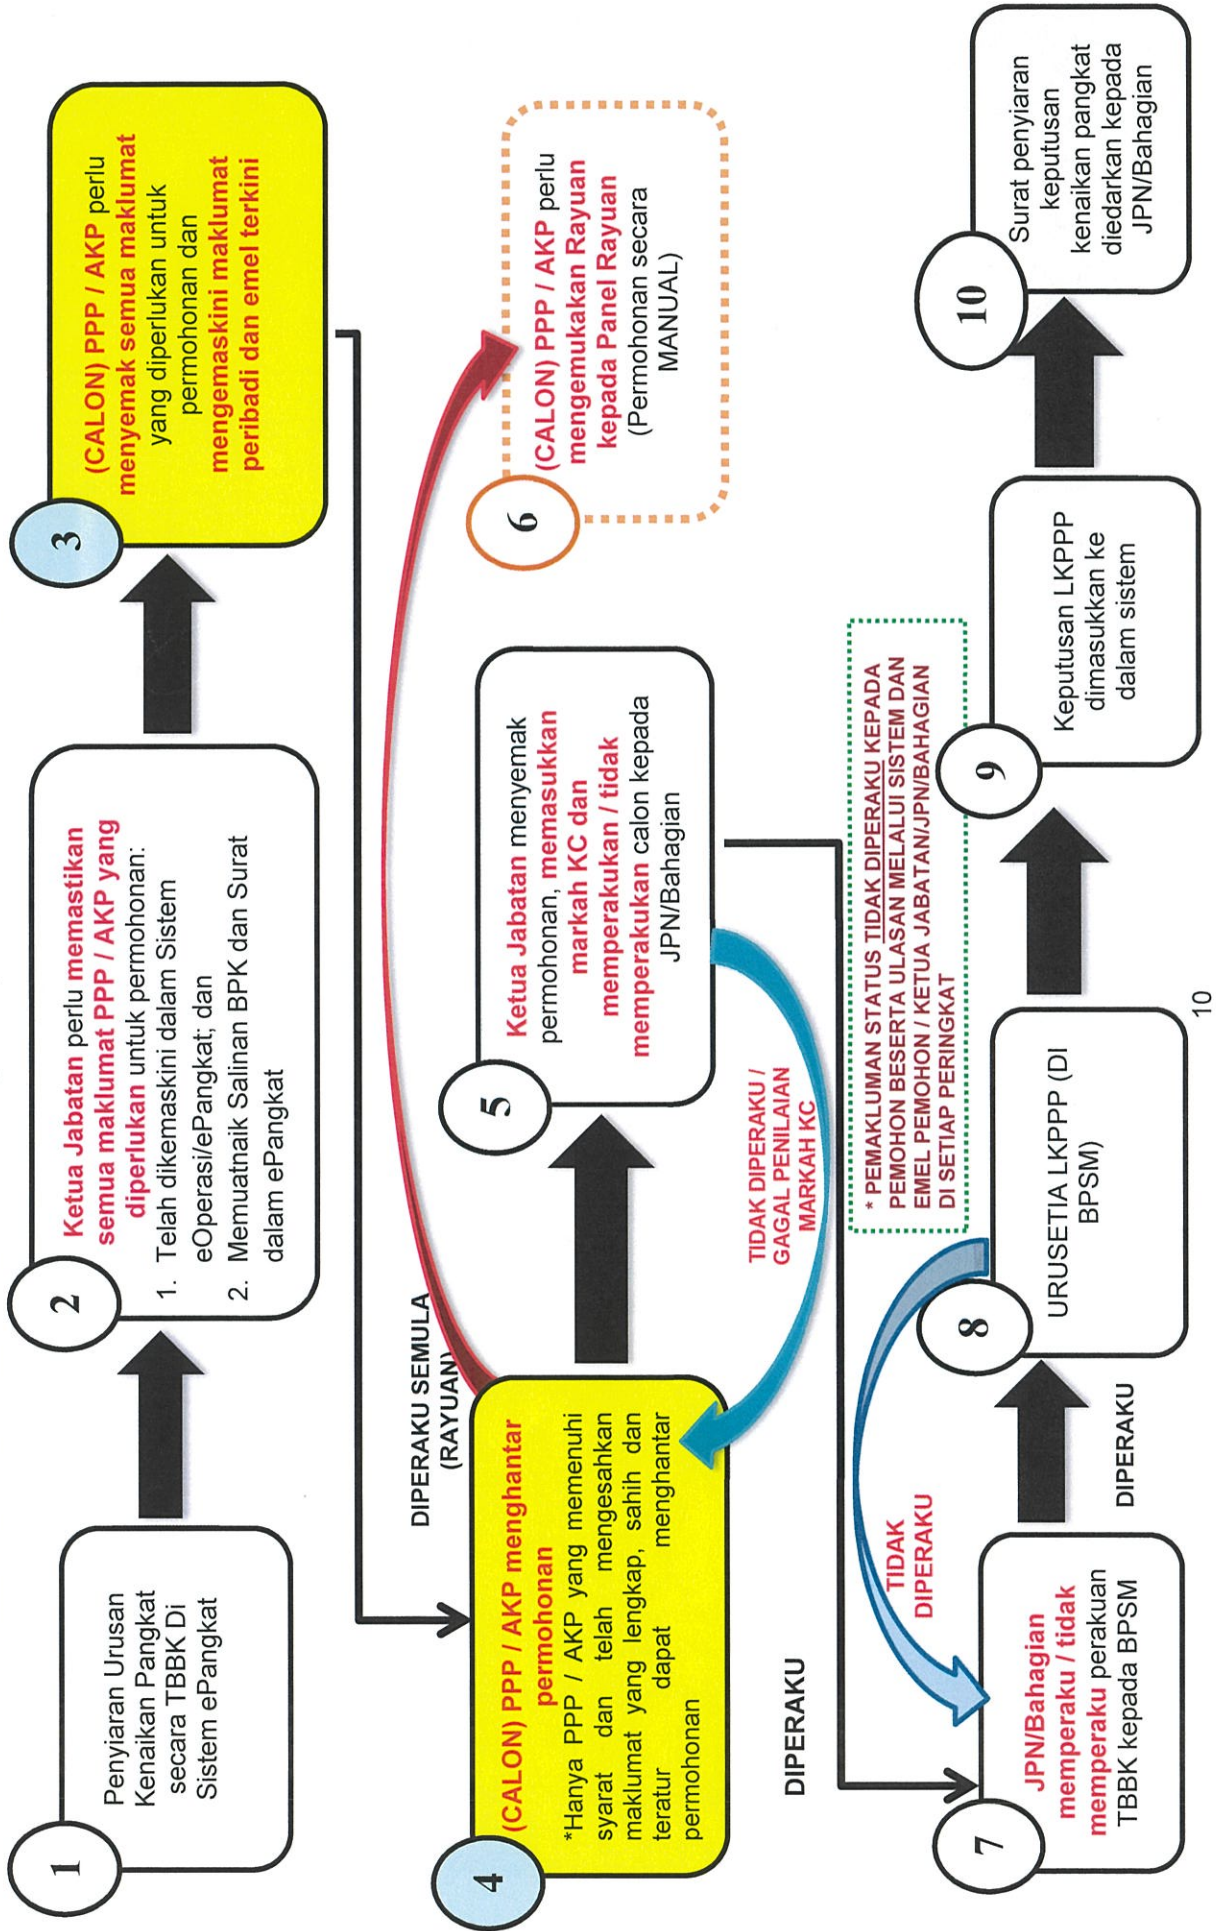 1
Penyiaran Urusan
Kenaikan Pangkat
secara TBBK Di
Sistem ePangkat
2
Ketua Jabatan perlu memastikan
semua maklumat PPP / AKP yang
diperlukan untuk permohonan:
1. Telah dikemaskini dalam Sistem
eOperasi/ePangkat; dan
2. Memuatnaik Salinan BPK dan Surat
dalam ePangkat
3
(CALON) PPP / AKP perlu
menyemak semua maklumat
yang diperlukan untuk
permohonan dan
mengemaskini maklumat
peribadi dan emel terkini
4
(CALON) PPP / AKP menghantar
permohonan
*Hanya PPP / AKP yang memenuhi
syarat dan telah mengesahkan
maklumat yang lengkap, sahih dan
teratur dapat menghantar
permohonan
DIPERAKU SEMULA
(RAYUAN)
5
Ketua Jabatan menyemak
permohonan, memasukkan
markah KC dan
memperakukan / tidak
memperakukan calon kepada
JPN/Bahagian
6
(CALON) PPP / AKP perlu
mengemukakan Rayuan
kepada Panel Rayuan
(Permohonan secara
MANUAL)
TIDAK DIPERAKU /
GAGAL PENILAIAN
MARKAH KC
DIPERAKU
* PEMAKLUMAN STATUS TIDAK DIPERAKU KEPADA
PEMOHON BESERTA ULASAN MELALUI SISTEM DAN
EMEL PEMOHON / KETUA JABATAN/JPN/BAHAGIAN
DI SETIAP PERINGKAT
TIDAK
DIPERAKU
7
JPN/Bahagian
memperaku / tidak
memperaku perakuan
TBBK kepada BPSM
DIPERAKU
8
URUSETIA LKPPP (DI
BPSM)
9
Keputusan LKPPP
dimasukkan ke
dalam sistem
10
Surat penyiaran
keputusan
kenaikan pangkat
diedarkan kepada
JPN/Bahagian
10